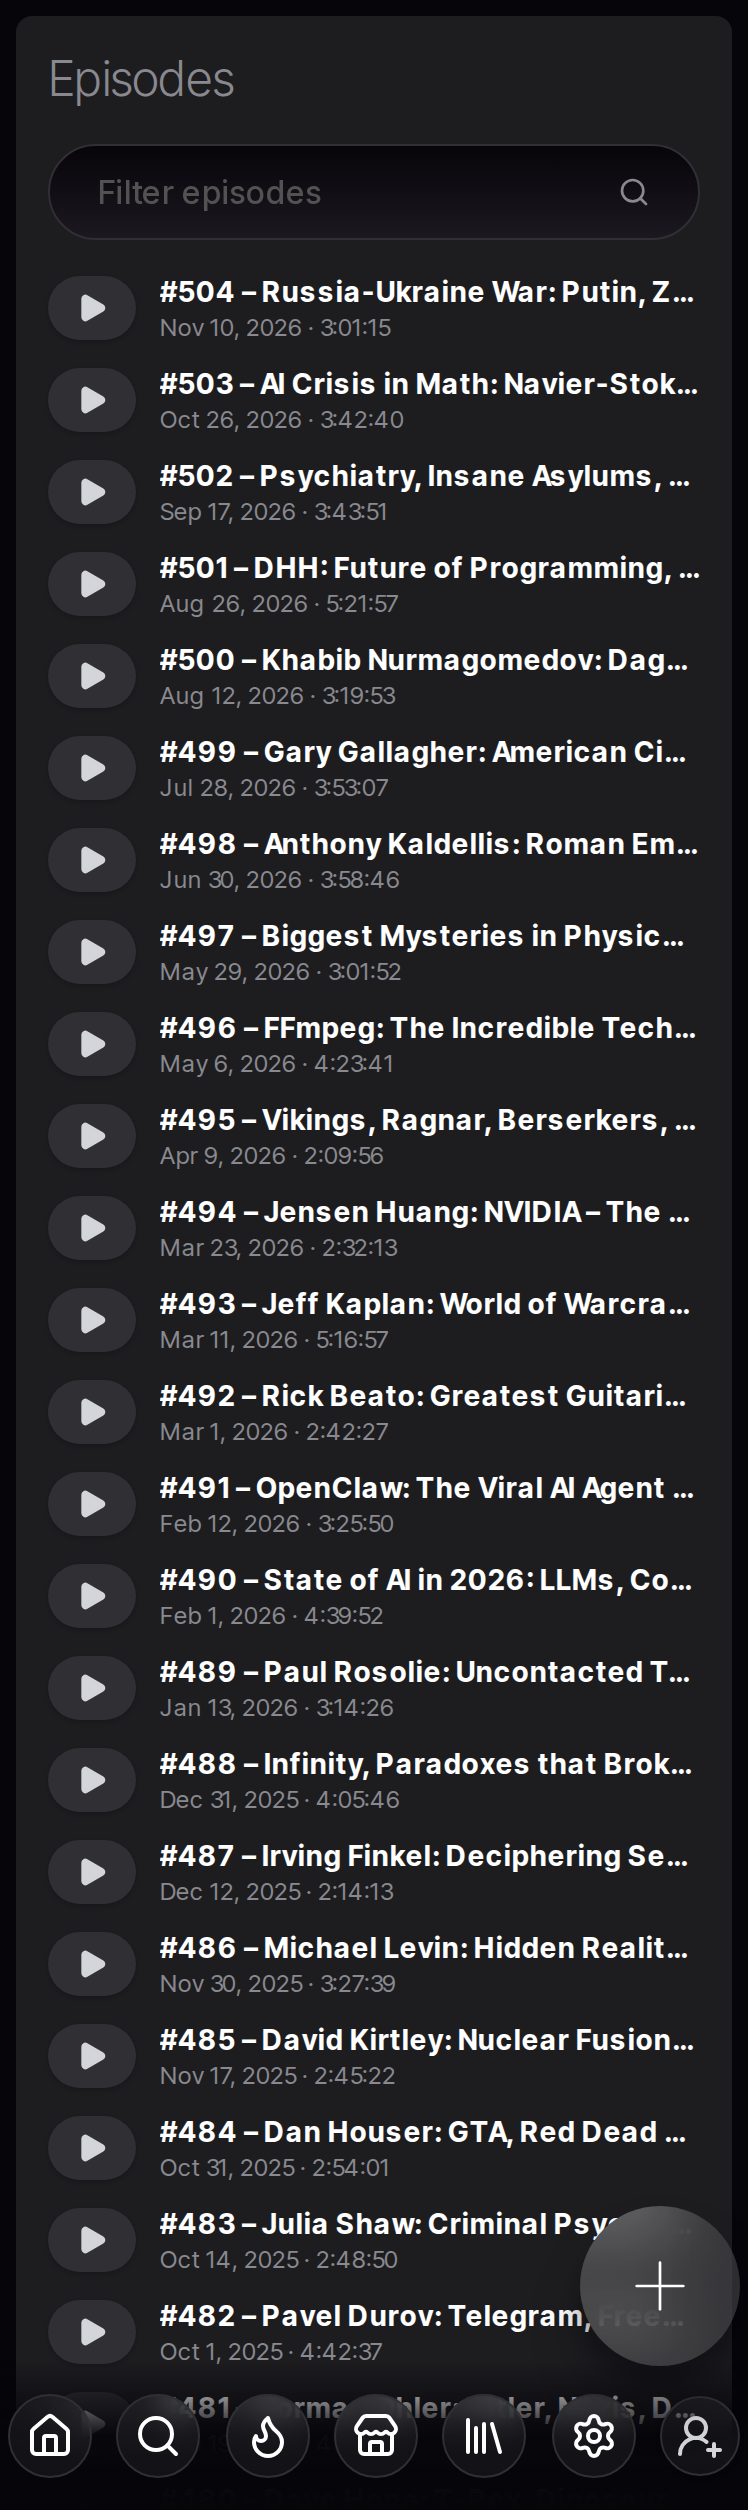 Episodes
Filter episodes
#504 – Russia-Ukraine War: Putin, Z...
Nov 10, 2026 · 3:01:15
#503 – AI Crisis in Math: Navier-Stok...
Oct 26, 2026 · 3:42:40
#502 – Psychiatry, Insane Asylums, ...
Sep 17, 2026 · 3:43:51
#501 – DHH: Future of Programming, ...
Aug 26, 2026 · 5:21:57
#500 – Khabib Nurmagomedov: Dag...
Aug 12, 2026 · 3:19:53
#499 – Gary Gallagher: American Ci...
Jul 28, 2026 · 3:53:07
#498 – Anthony Kaldellis: Roman Em...
Jun 30, 2026 · 3:58:46
#497 – Biggest Mysteries in Physic...
May 29, 2026 · 3:01:52
#496 – FFmpeg: The Incredible Tech...
May 6, 2026 · 4:23:41
#495 – Vikings, Ragnar, Berserkers, ...
Apr 9, 2026 · 2:09:56
#494 – Jensen Huang: NVIDIA – The ...
Mar 23, 2026 · 2:32:13
#493 – Jeff Kaplan: World of Warcra...
Mar 11, 2026 · 5:16:57
#492 – Rick Beato: Greatest Guitari...
Mar 1, 2026 · 2:42:27
#491 – OpenClaw: The Viral AI Agent ...
Feb 12, 2026 · 3:25:50
#490 – State of AI in 2026: LLMs, Co...
Feb 1, 2026 · 4:39:52
#489 – Paul Rosolie: Uncontacted T...
Jan 13, 2026 · 3:14:26
#488 – Infinity, Paradoxes that Brok...
Dec 31, 2025 · 4:05:46
#487 – Irving Finkel: Deciphering Se...
Dec 12, 2025 · 2:14:13
#486 – Michael Levin: Hidden Realit...
Nov 30, 2025 · 3:27:39
#485 – David Kirtley: Nuclear Fusion...
Nov 17, 2025 · 2:45:22
#484 – Dan Houser: GTA, Red Dead ...
Oct 31, 2025 · 2:54:01
#483 – Julia Shaw: Criminal
Oct 14, 2025 · 2:48:50
#482 – Pavel Durov: Telegram, Free...
Oct 1, 2025 · 4:42:37